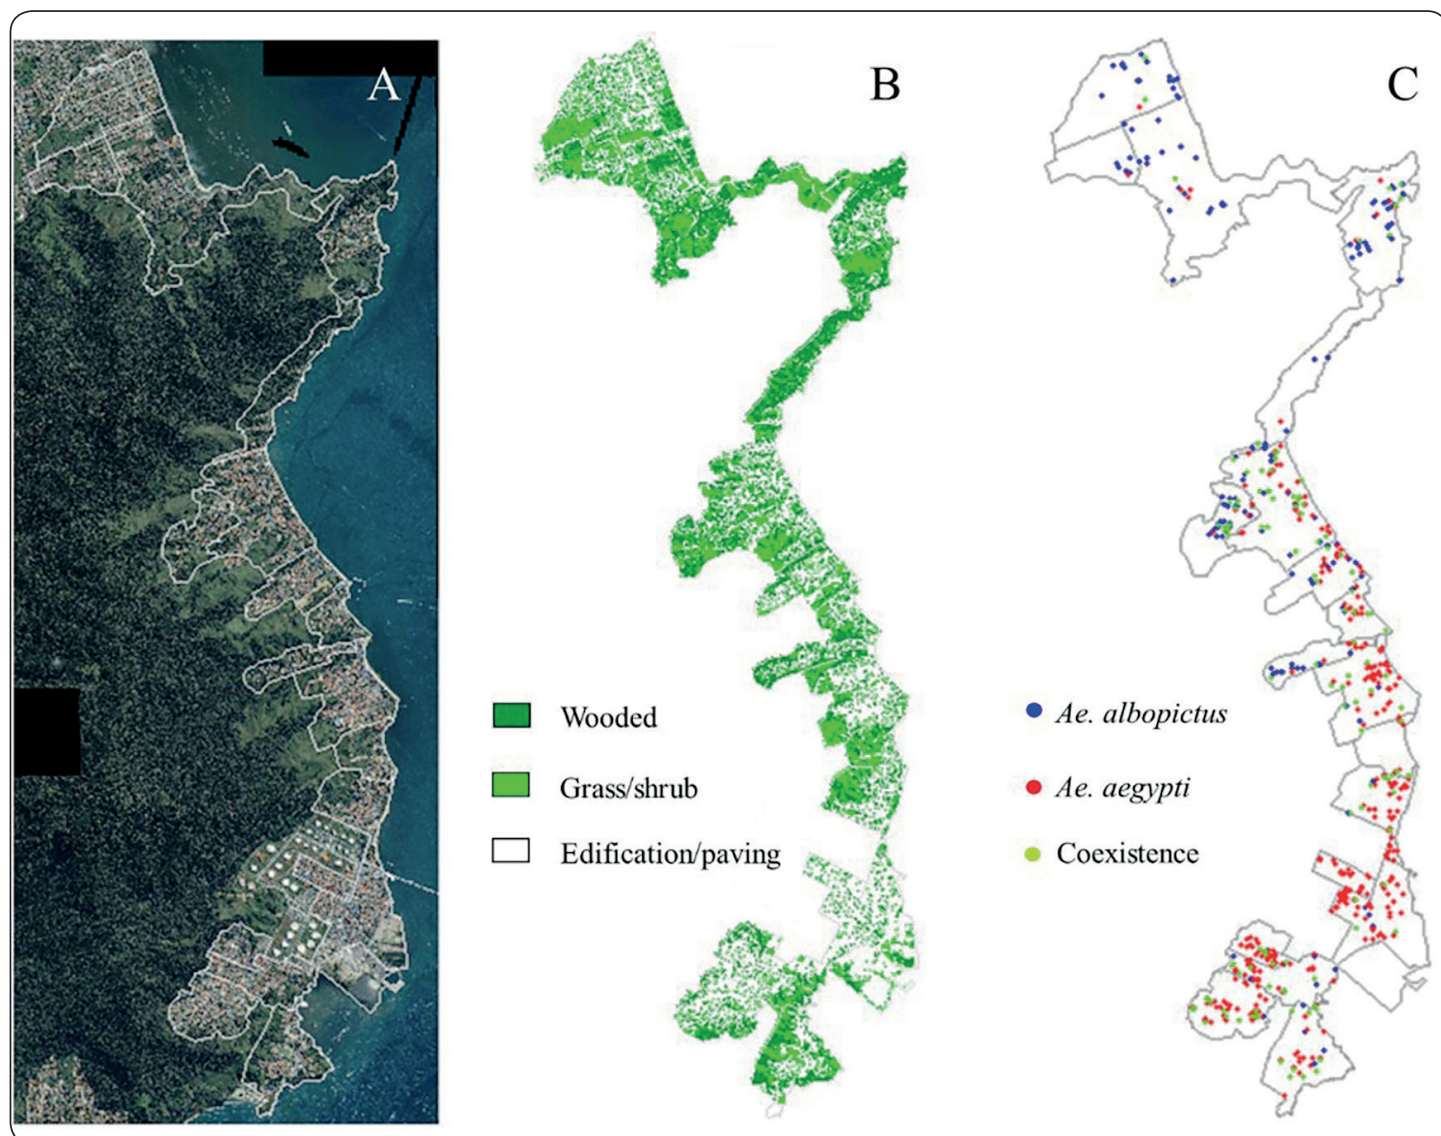 A
B
C
Wooded
Grass/shrub
Edification/paving
Ae. albopictus
Ae. aegypti
Coexistence